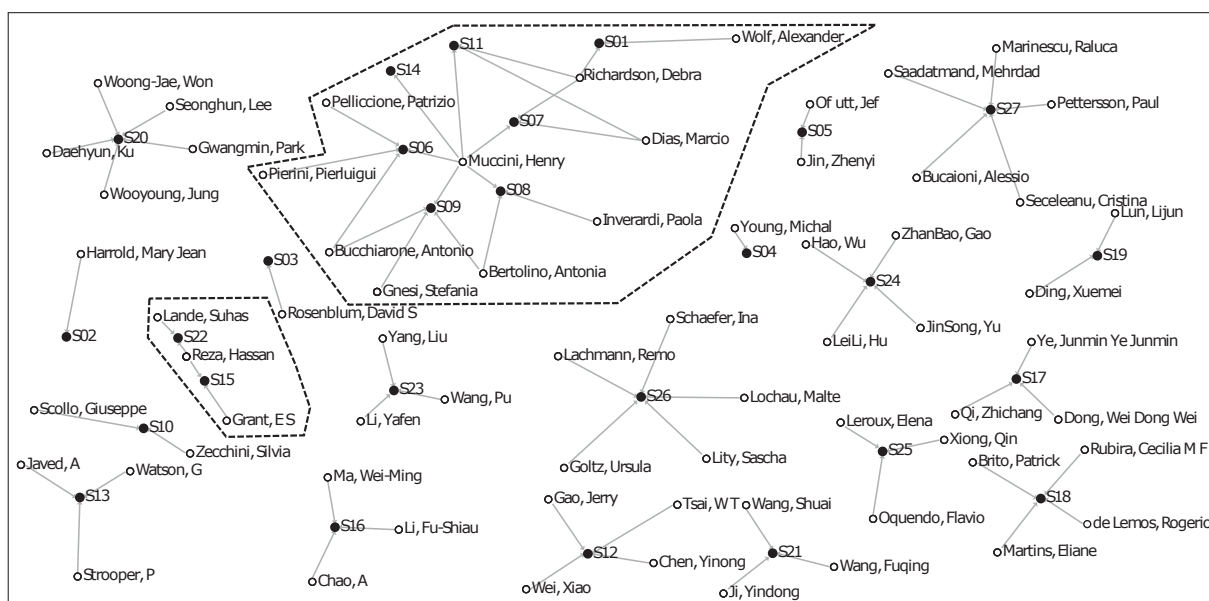 Wolf, Alexander
S01
S11
Marinescu, Raluca
S14
Saadatmand, Mehrdad
Richardson, Debra
Woong-Jae, Won
Seonghun, Lee
Pelliccione, Patrizio
Of utt, Jef
S27
Pettersson, Paul
S07
S05
S20
Dias, Marcio
Daehyun, Ku
Gwangmin, Park
S06
Muccini, Henry
Jin, Zhenyi
Pierini, Pierluigi
Bucaioni, Alessio
Wooyoung, Jung
S08
Seceleanu, Cristina
S09
Inverardi, Paola
Lun, Lijun
Young, Michal
ZhanBao, Gao
Hao, Wu
Harrold, Mary Jean
Bucchiarone, Antonio
S04
S19
S03
Bertolino, Antonia
S24
Gnesi, Stefania
Ding, Xuemei
Rosenblum, David S
Lande, Suhas
Schaefer, Ina
JinSong, Yu
S02
S22
Yang, Liu
LeiLi, Hu
Ye, Junmin Ye Junmin
Reza, Hassan
Lachmann, Remo
S15
S17
S23
S26
Wang, Pu
Lochau, Malte
Scollo, Giuseppe
Grant, E S
Li, Yafen
Qi, Zhichang
Dong, Wei Dong Wei
S10
Leroux, Elena
Xiong, Qin
Zecchini, Silvia
S25
Rubira, Cecilia M F
Javed, A
Watson, G
Goltz, Ursula
Lity, Sascha
Brito, Patrick
Ma, Wei-Ming
S13
S18
Gao, Jerry
Tsai, W T
Wang, Shuai
Oquendo, Flavio
de Lemos, Rogerio
S16
Li, Fu-Shiau
S12
S21
Martins, Eliane
Chen, Yinong
Wang, Fuqing
Strooper, P
Chao, A
Wei, Xiao
Ji, Yindong